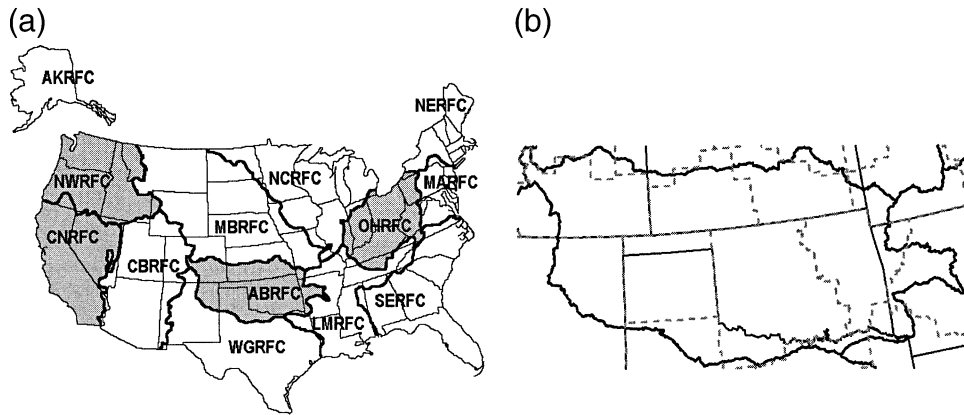 (a)
(b)
AKRFC
NERFC
NWRFC
NCRFC
MARFC
CNRFC
MBRFC
OHRFC
CBRFC
ABRFC
SERFC
LMRFC
WGRFC